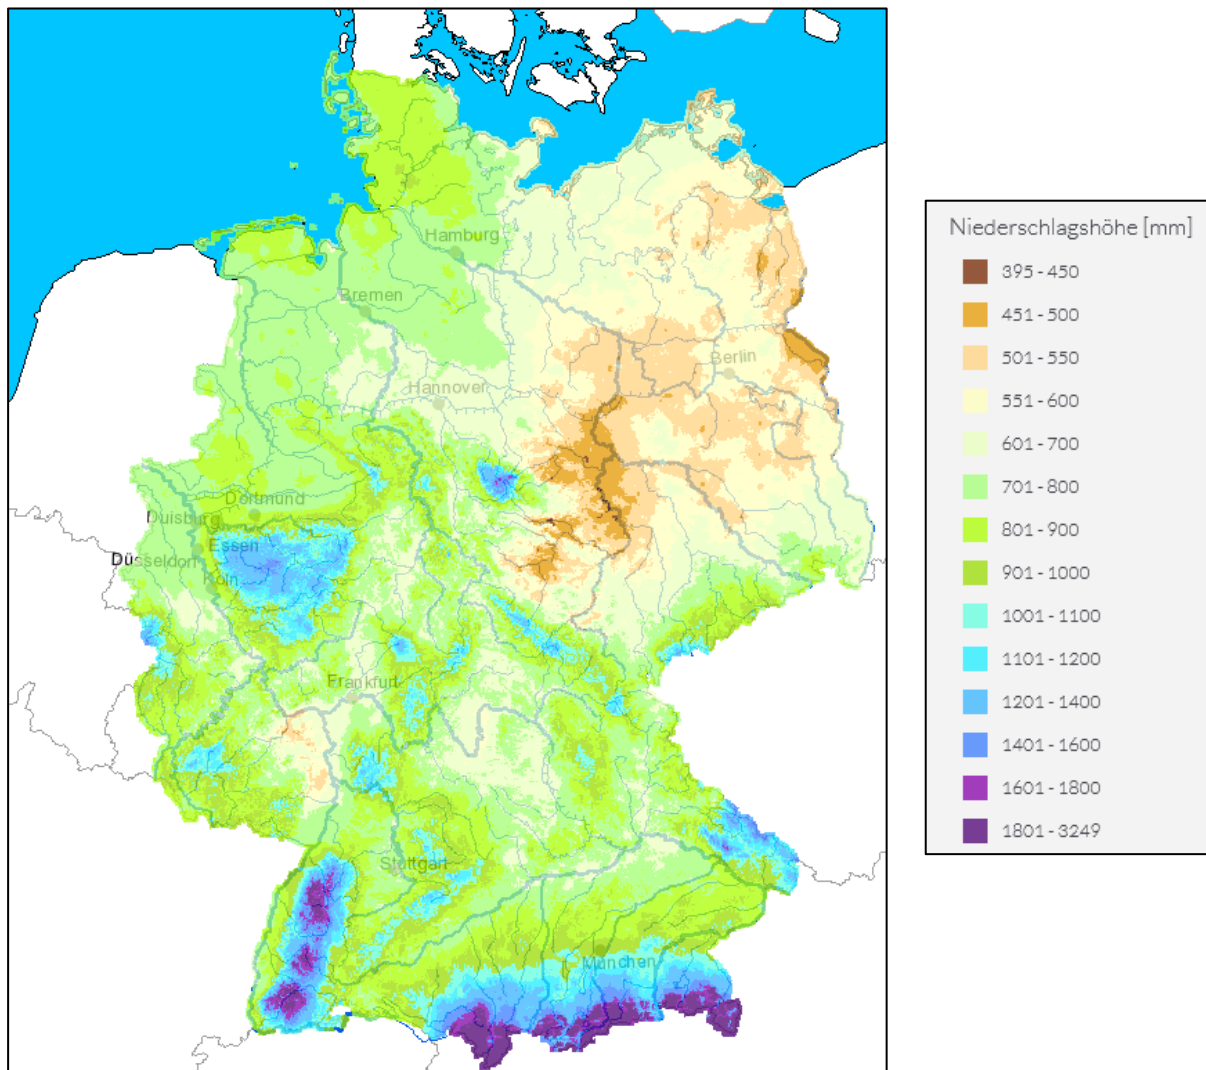 Hamburg
Bremen
Berlin
Hannover
Dortmund
Duisburg
Essen
Düsseldorf
Köln
Frankfurt
Stuttgart
München
Niederschlagshöhe [mm]
395 - 450
451 - 500
501 - 550
551 - 600
601 - 700
701 - 800
801 - 900
901 - 1000
1001 - 1100
1101 - 1200
1201 - 1400
1401 - 1600
1601 - 1800
1801 - 3249